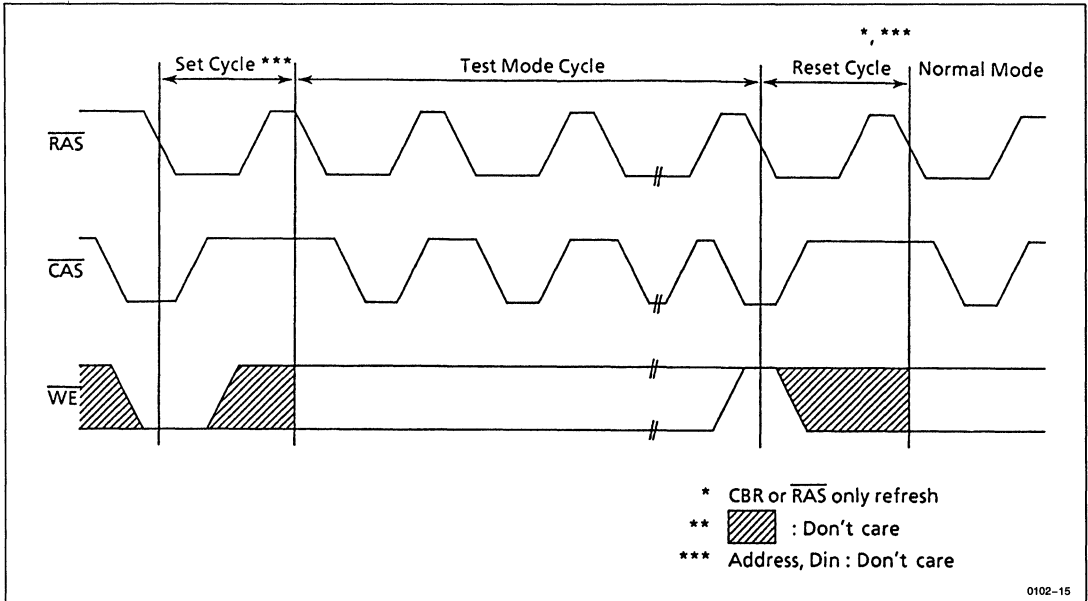 *, ***
Set Cycle ***
Test Mode Cycle
Reset Cycle
Normal Mode
RAS
CAS
WE
* CBR or RAS only refresh
** : Don't care
*** Address, Din : Don't care
0102-15